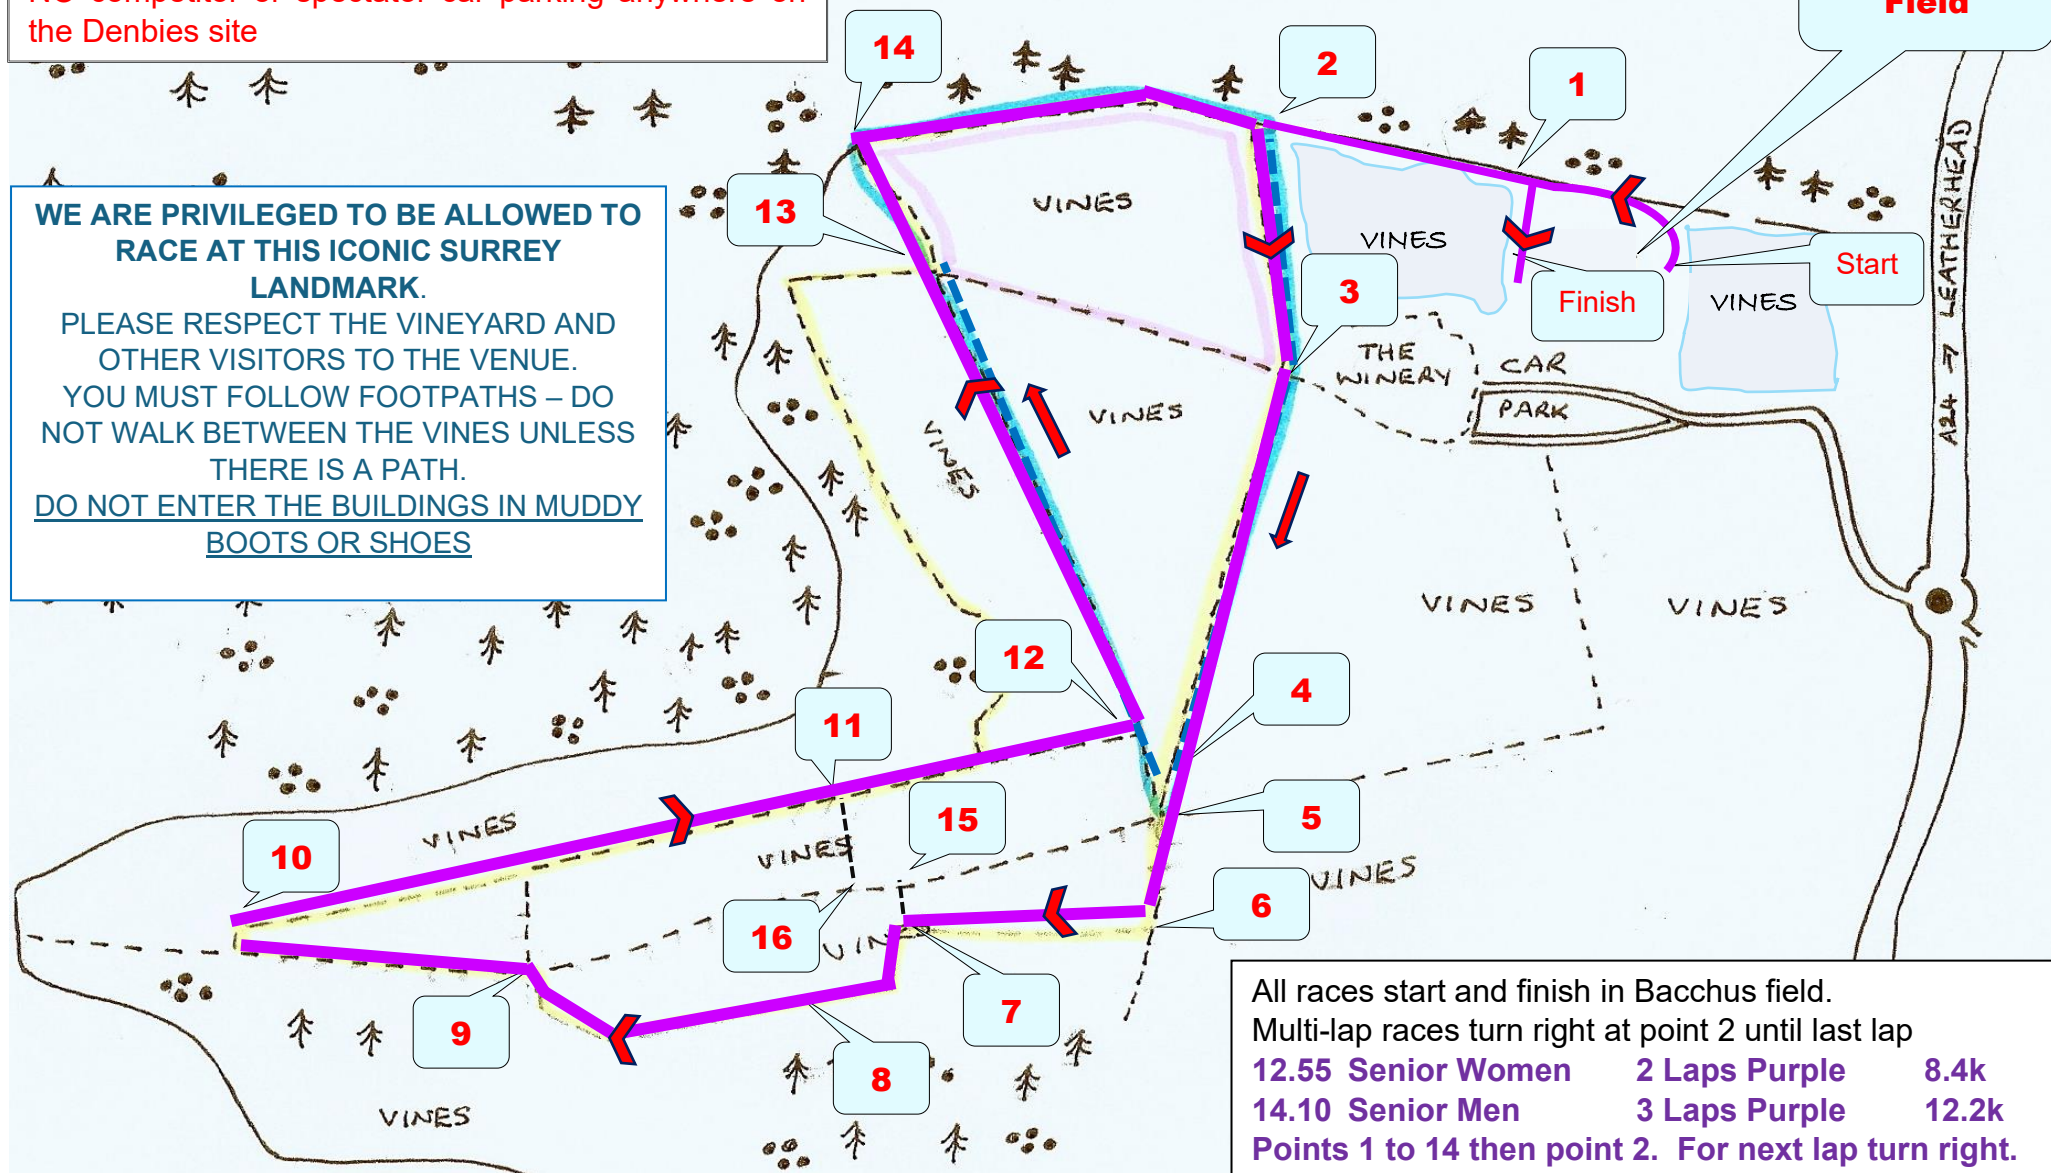 the Denbies site
Field
14
2
1
WE ARE PRIVILEGED TO BE ALLOWED TO
RACE AT THIS ICONIC SURREY
LANDMARK.
PLEASE RESPECT THE VINEYARD AND
OTHER VISITORS TO THE VENUE.
YOU MUST FOLLOW FOOTPATHS – DO
NOT WALK BETWEEN THE VINES UNLESS
THERE IS A PATH.
DO NOT ENTER THE BUILDINGS IN MUDDY
BOOTS OR SHOES
13
VINES
VINES
3
Finish
Start
VINES
A24 → LEATHERHEAD
THE
WINERY
CAR
PARK
VINES
VINES
VINES
VINES
12
4
11
15
5
VINES
VINES
10
VINES
16
6
9
7
8
VINES
All races start and finish in Bacchus field.
Multi-lap races turn right at point 2 until last lap
12.55 Senior Women 2 Laps Purple 8.4k
14.10 Senior Men 3 Laps Purple 12.2k
Points 1 to 14 then point 2. For next lap turn right.